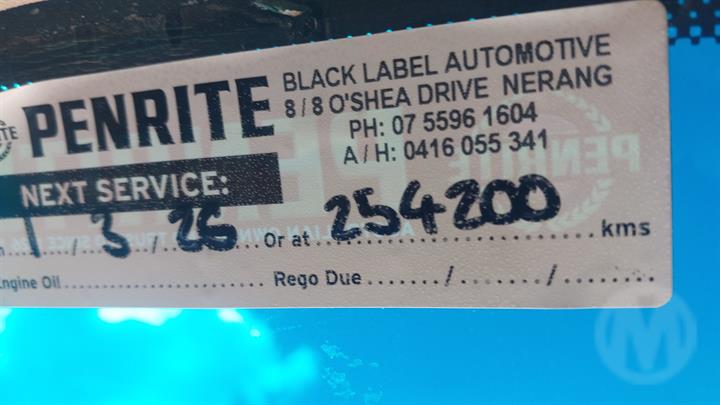 PENRITE
BLACK LABEL AUTOMOTIVE
8/8 O'SHEA DRIVE NERANG
PH: 07 5596 1604
A/H: 0416 055 341
NEXT SERVICE:
1/3/26 Or at 254200 kms
Engine Oil Rego Due / /